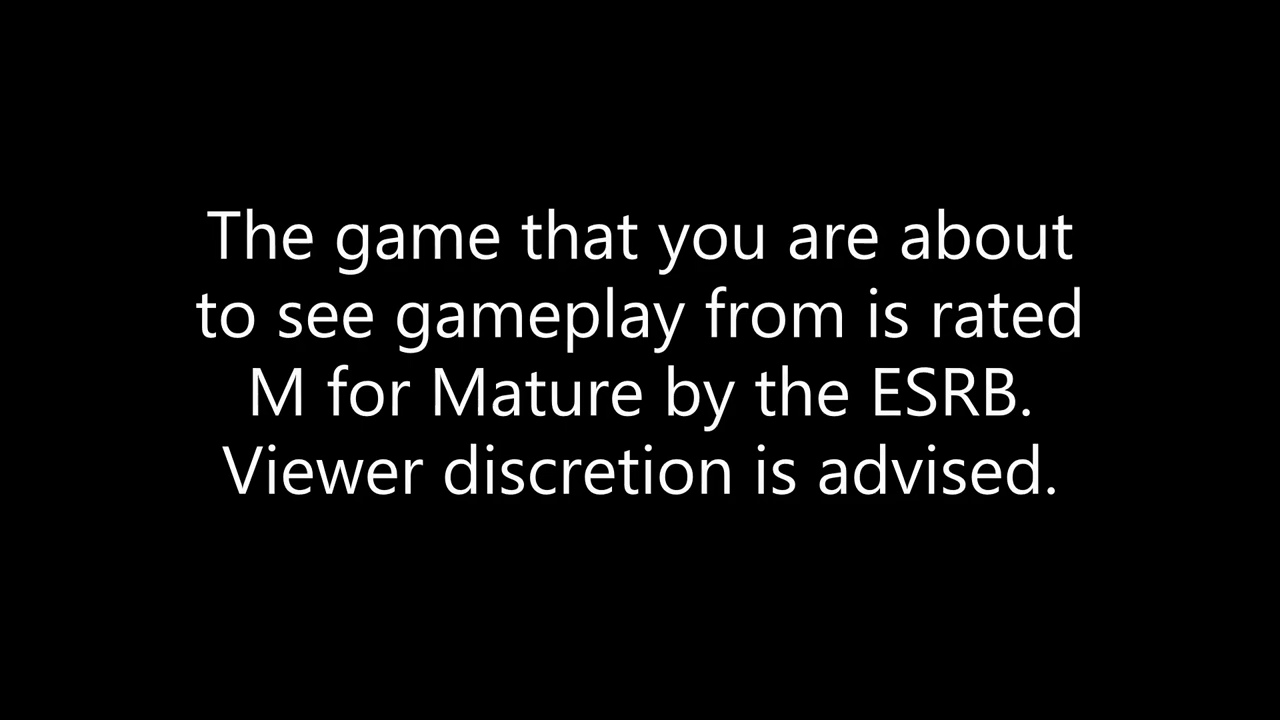 The game that you are about
to see gameplay from is rated
M for Mature by the ESRB.
Viewer discretion is advised.